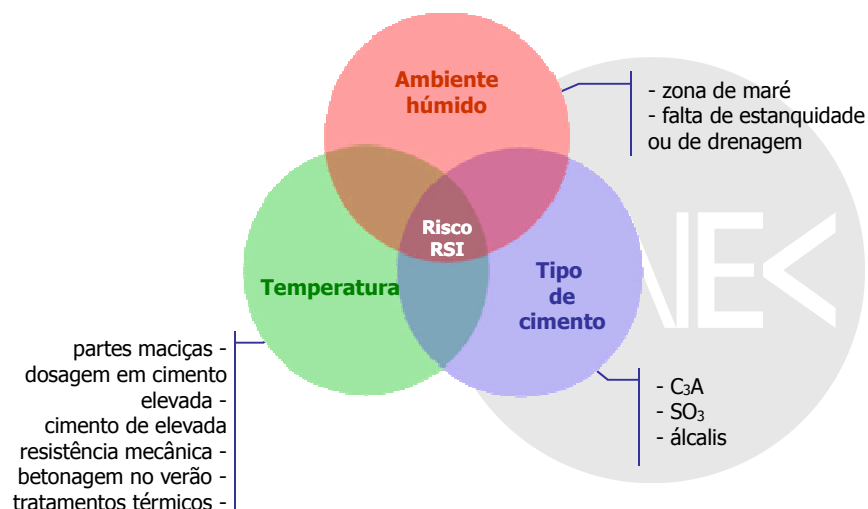 Ambiente
húmido
- zona de maré
- falta de estanquidade
ou de drenagem
Risco
RSI
Temperatura
Tipo
de
cimento
partes maciças -
dosagem em cimento
elevada -
cimento de elevada
resistência mecânica -
betonagem no verão -
tratamentos térmicos -
- C₃A
- SO₃
- álcalis